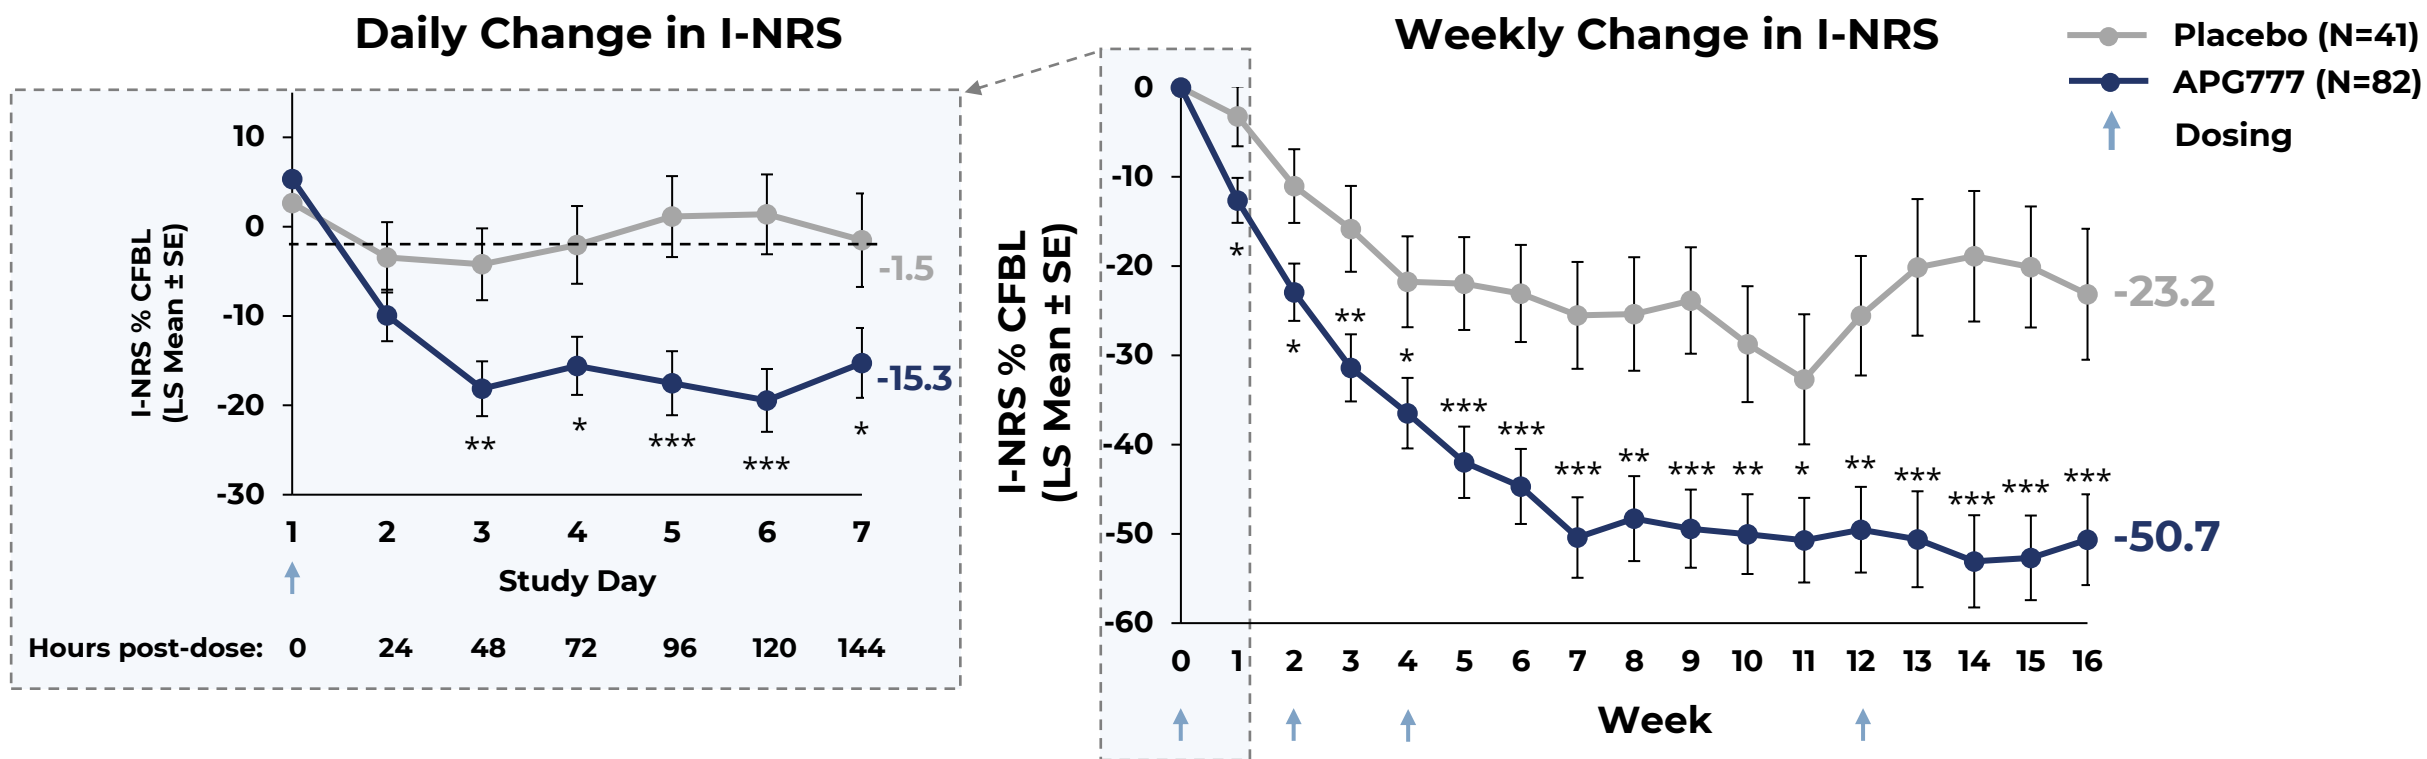 Daily Change in I-NRS
10
0
-10
-20
-30
I-NRS % CFBL
(LS Mean ± SE)
-1.5
-15.3
**
*
***
***
*
1 2 3 4 5 6 7
Study Day
Hours post-dose: 0 24 48 72 96 120 144
Weekly Change in I-NRS
Placebo (N=41)
APG777 (N=82)
Dosing
0
-10
-20
-30
-40
-50
-60
I-NRS % CFBL
(LS Mean ± SE)
*
*
**
*
***
***
***
**
***
**
*
**
***
***
***
***
-23.2
-50.7
0 1 2 3 4 5 6 7 8 9 10 11 12 13 14 15 16
Week